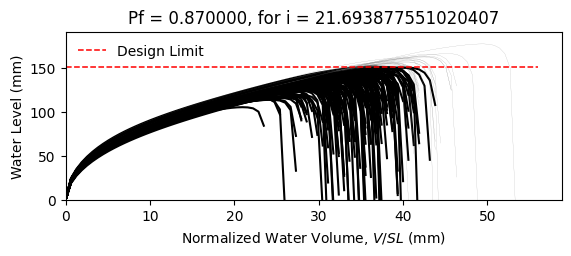 Pf = 0.870000, for i = 21.693877551020407
Design Limit
Water Level (mm)
150
100
50
0
0 10 20 30 40 50
Normalized Water Volume, V/SL (mm)